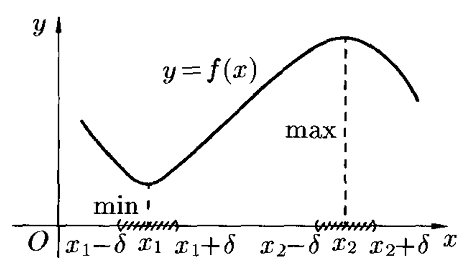 y
y=f(x)
max
min
O x₁−δ x₁ x₁+δ x₂−δ x₂ x₂+δ x